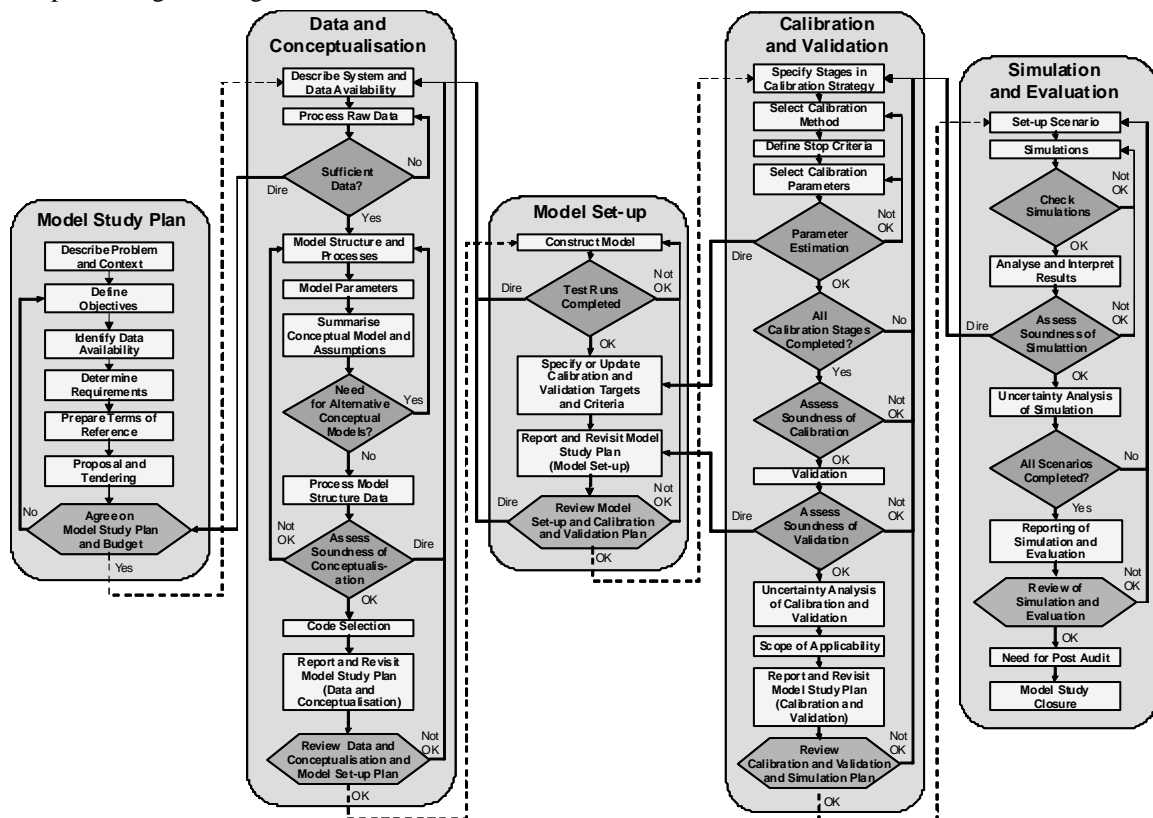 Model Study Plan
Describe Problem
and Context
Define
Objectives
Identify Data
Availability
Determine
Requirements
Prepare Terms of
Reference
Proposal and
Tendering
No
Agree on
Model Study Plan
and Budget
Yes
Data and
Conceptualisation
Describe System and
Data Availability
Process Raw Data
No
Sufficient
Data?
Dire
Yes
Model Structure and
Processes
Model Parameters
Summarise
Conceptual Model and
Assumptions
Need
for Alternative
Conceptual
Models?
Yes
No
Process Model
Structure Data
Not
OK
Assess
Soundness of
Conceptualis-
ation
Dire
OK
Code Selection
Report and Revisit
Model Study Plan
(Data and
Conceptualisation)
Not
OK
Review Data and
Conceptualisation and
Model Set-up Plan
OK
Model Set-up
Construct Model
Dire
Test Runs
Completed
Not
OK
OK
Specify or Update
Calibration and
Validation Targets
and Criteria
Report and Revisit Model
Study Plan
(Model Set-up)
Dire
Not
OK
Review Model
Set-up and Calibration
and Validation Plan
OK
Calibration
and Validation
Specify Stages in
Calibration Strategy
Select Calibration
Method
Define Stop Criteria
Select Calibration
Parameters
Not
OK
Parameter
Estimation
Dire
OK
All
Calibration Stages
Completed?
No
Yes
Assess
Soundness of
Calibration
Not
OK
OK
Validation
Dire
Assess
Soundness of
Validation
Not
OK
OK
Uncertainty Analysis
of Calibration and
Validation
Scope of Applicability
Report and Revisit
Model Study Plan
(Calibration and
Validation)
Not
OK
Review
Calibration and Validation
and Simulation Plan
OK
Simulation
and Evaluation
Set-up Scenario
Simulations
Not
OK
Check
Simulations
OK
Analyse and Interpret
Results
Not
OK
Dire
Assess
Soundness of
Simulattion
OK
Uncertainty Analysis
of Simulation
All Scenarios
Completed?
No
Yes
Reporting of
Simulation and
Evaluation
Not
OK
Review of
Simulation and
Evaluation
OK
Need for Post Audit
Model Study
Closure